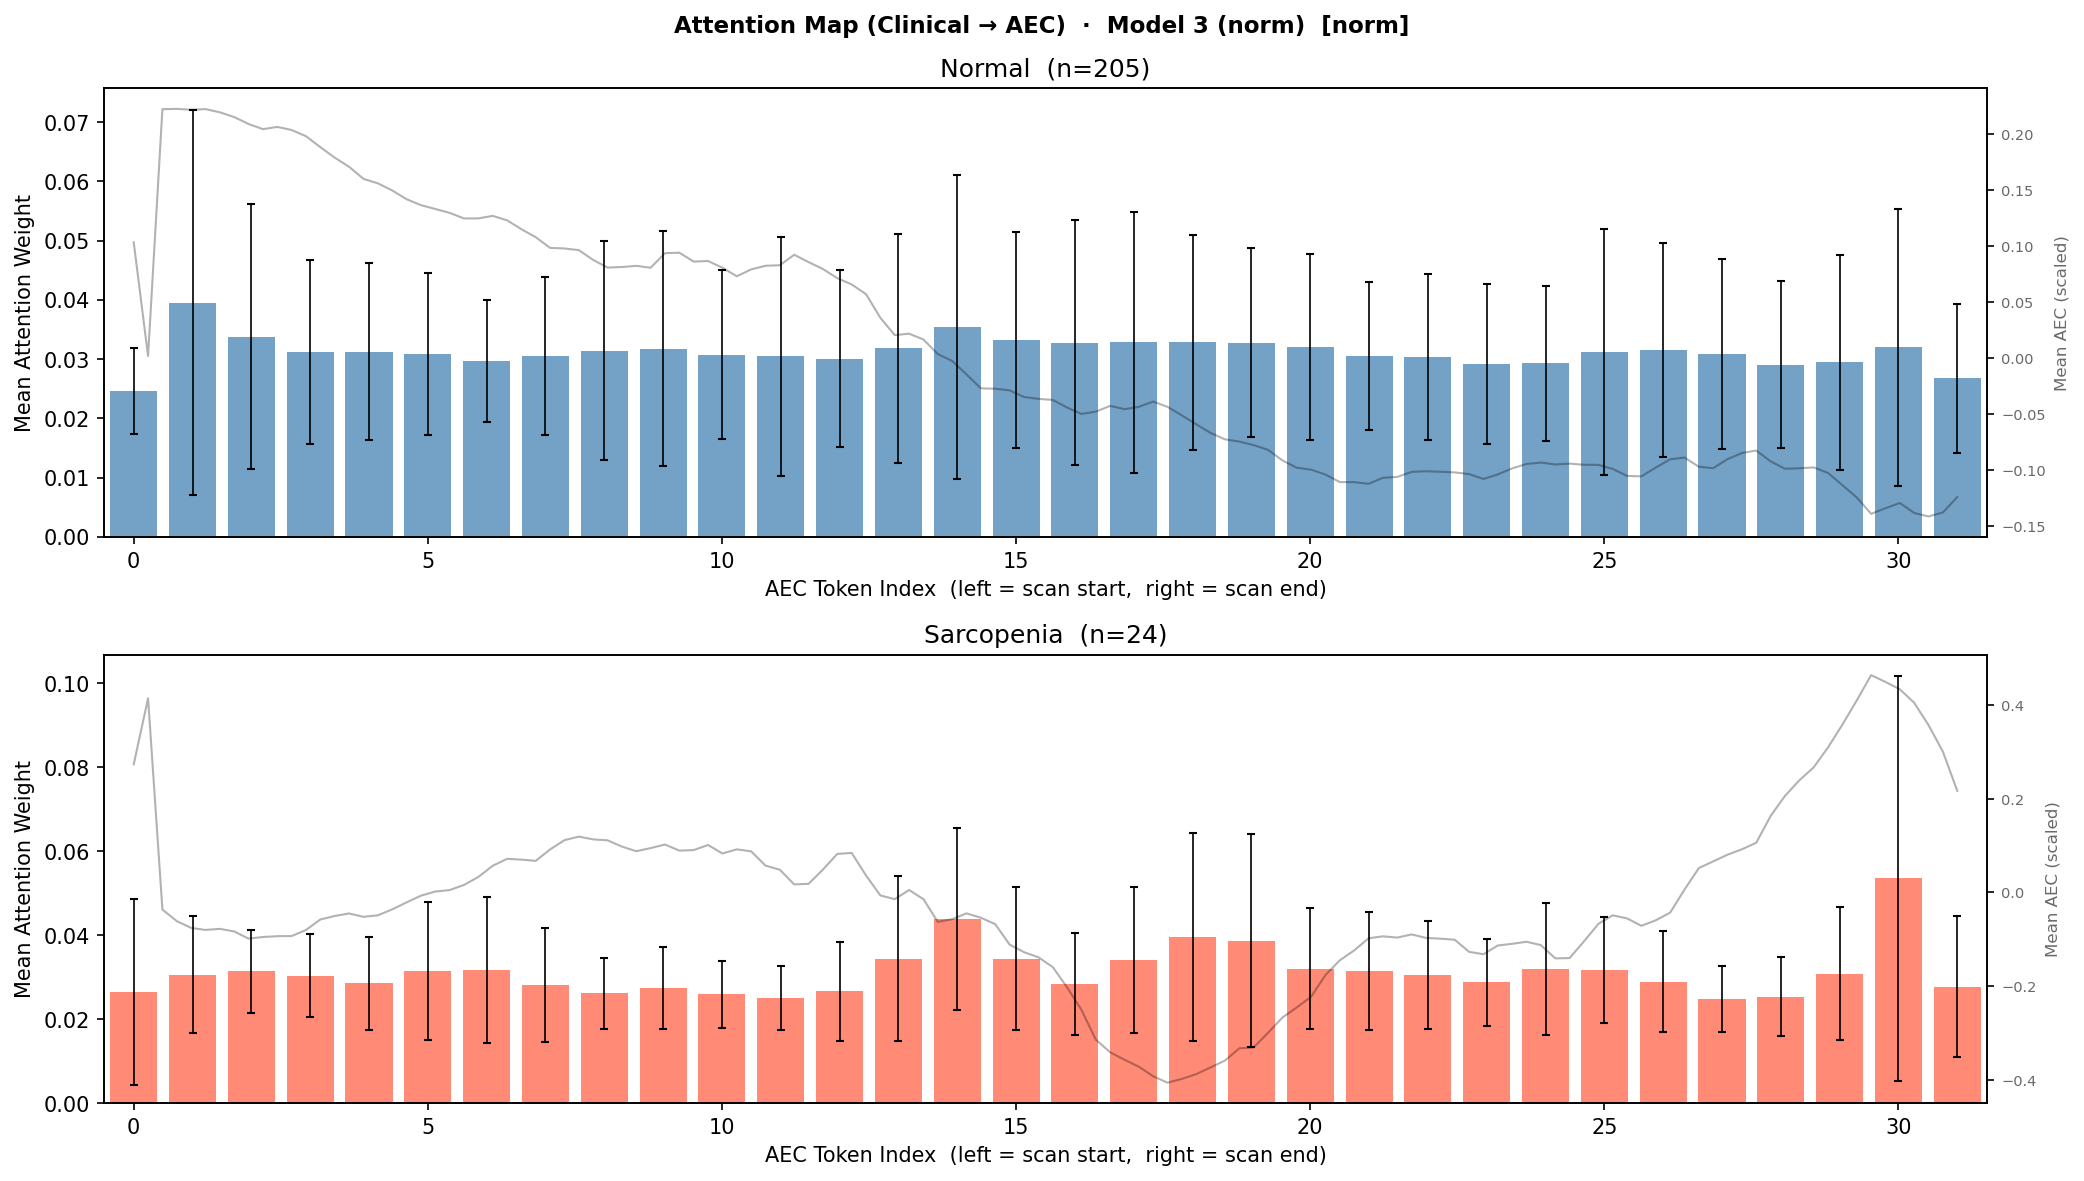 Attention Map (Clinical → AEC)  ·  Model 3 (norm)  [norm]
Normal  (n=205)
Mean Attention Weight
0.07
0.06
0.05
0.04
0.03
0.02
0.01
0.00
0.20
0.15
0.10
0.05
0.00
−0.05
−0.10
−0.15
Mean AEC (scaled)
0 5 10 15 20 25 30
AEC Token Index  (left = scan start,  right = scan end)
Sarcopenia  (n=24)
Mean Attention Weight
0.10
0.08
0.06
0.04
0.02
0.00
0.4
0.2
0.0
−0.2
−0.4
Mean AEC (scaled)
0 5 10 15 20 25 30
AEC Token Index  (left = scan start,  right = scan end)